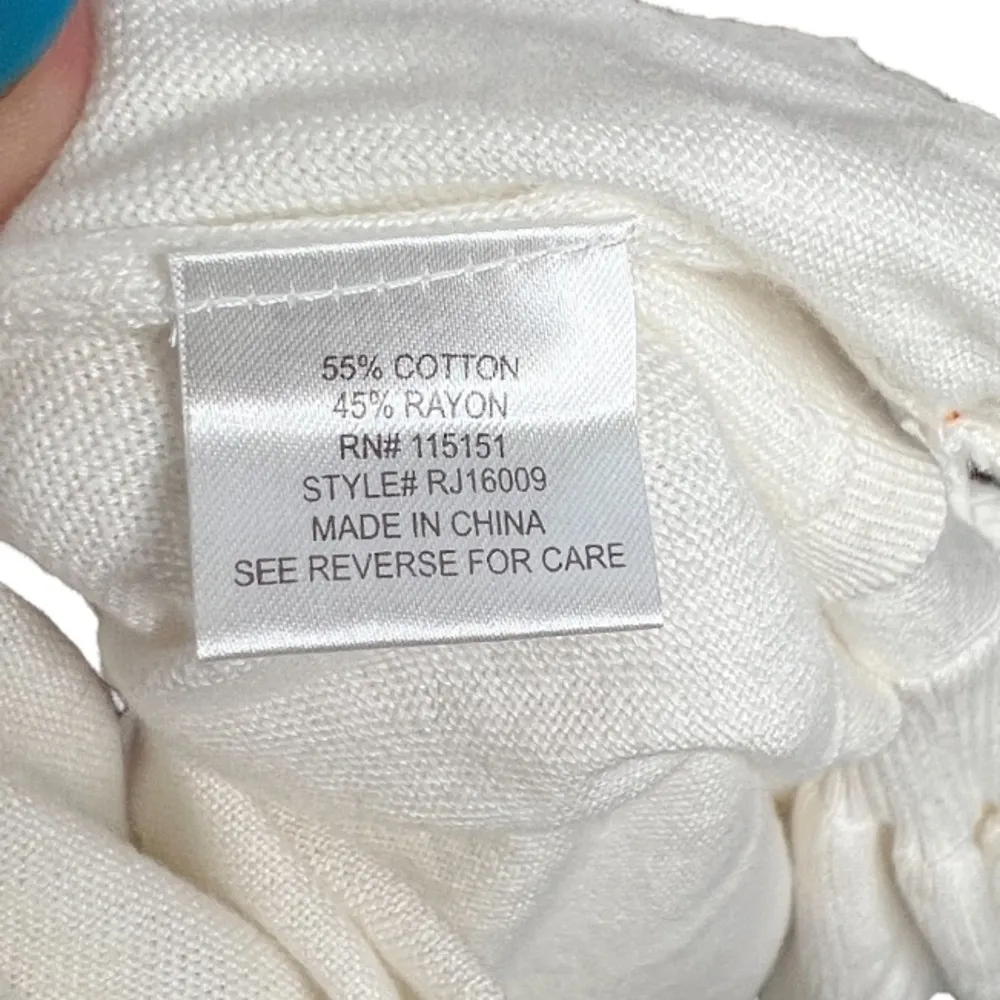 55% COTTON
45% RAYON
RN# 115151
STYLE# RJ16009
MADE IN CHINA
SEE REVERSE FOR CARE